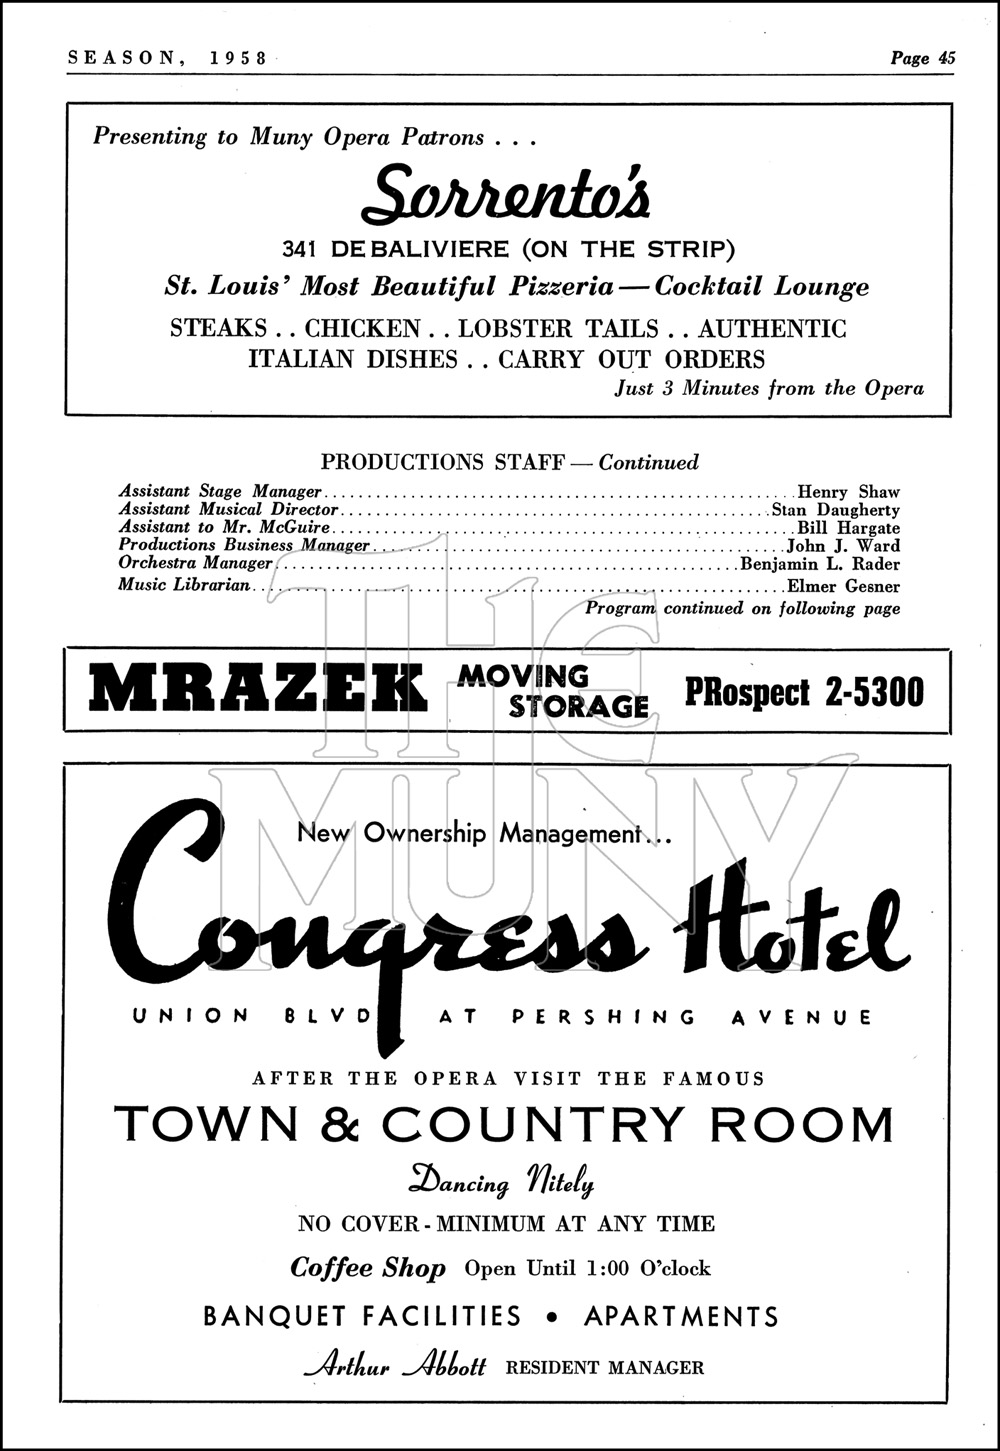 SEASON, 1958
Page 45
Presenting to Muny Opera Patrons . . .
Sorrento's
341 DEBALIVIERE (ON THE STRIP)
St. Louis' Most Beautiful Pizzeria — Cocktail Lounge
STEAKS . . CHICKEN . . LOBSTER TAILS . . AUTHENTIC
ITALIAN DISHES . . CARRY OUT ORDERS
Just 3 Minutes from the Opera
PRODUCTIONS STAFF — Continued
Assistant Stage Manager........Henry Shaw
Assistant Musical Director........Stan Daugherty
Assistant to Mr. McGuire........Bill Hargate
Productions Business Manager........John J. Ward
Orchestra Manager........Benjamin L. Rader
Music Librarian........Elmer Gesner
Program continued on following page
THE
MUNY
MRAZEK MOVING STORAGE PRospect 2-5300
New Ownership Management...
Congress Hotel
UNION BLVD AT PERSHING AVENUE
AFTER THE OPERA VISIT THE FAMOUS
TOWN & COUNTRY ROOM
Dancing Nitely
NO COVER - MINIMUM AT ANY TIME
Coffee Shop Open Until 1:00 O'clock
BANQUET FACILITIES • APARTMENTS
Arthur Abbott RESIDENT MANAGER